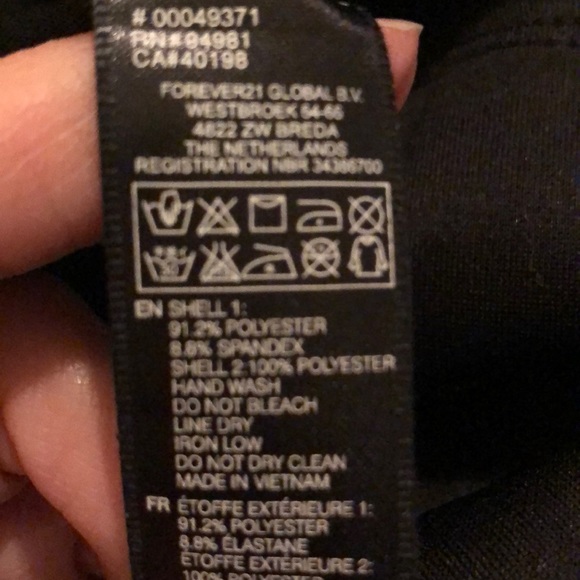 # 00049371
RN#94981
CA#40198
FOREVER21 GLOBAL B.V.
WESTBROEK 54-66
4822 ZW BREDA
THE NETHERLANDS
REGISTRATION NBR 34386700
EN SHELL 1:
91.2% POLYESTER
8.8% SPANDEX
SHELL 2:100% POLYESTER
HAND WASH
DO NOT BLEACH
LINE DRY
IRON LOW
DO NOT DRY CLEAN
MADE IN VIETNAM
FR ÉTOFFE EXTÉRIEURE 1:
91.2% POLYESTER
8.8% ÉLASTANE
ÉTOFFE EXTÉRIEURE 2:
100% POLYESTER